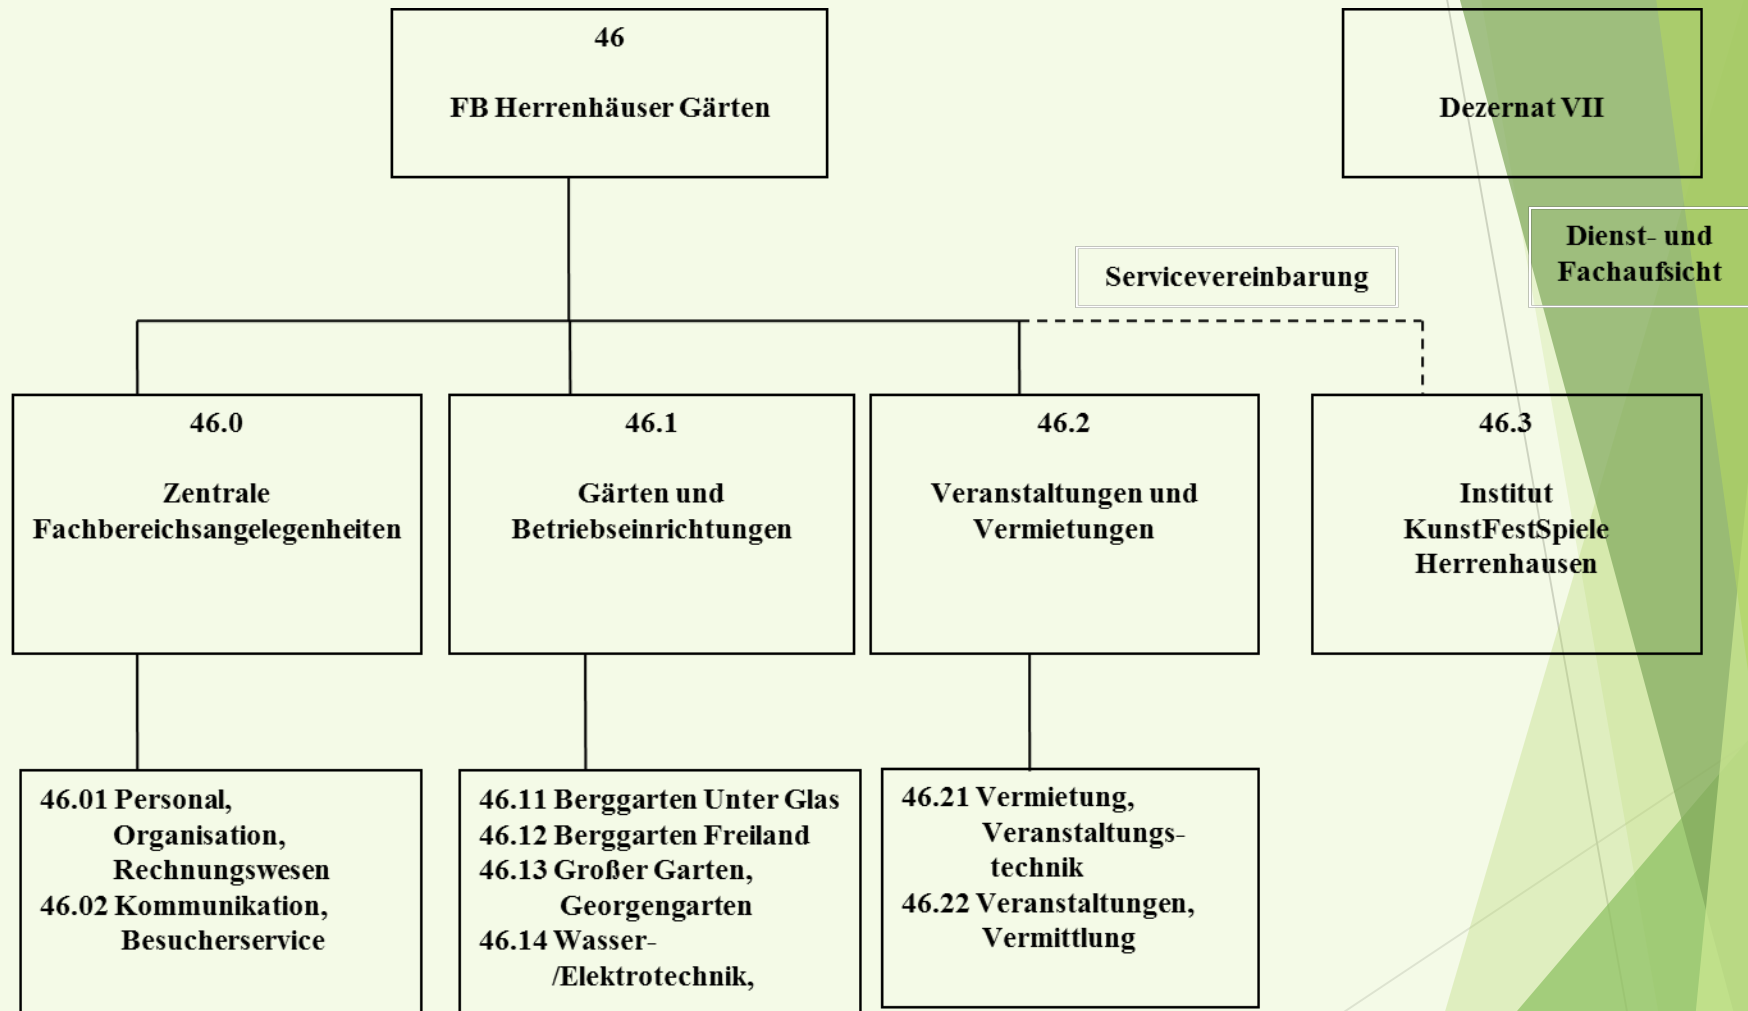 46
FB Herrenhäuser Gärten
Dezernat VII
Dienst- und
Fachaufsicht
Servicevereinbarung
46.0
Zentrale
Fachbereichsangelegenheiten
46.1
Gärten und
Betriebseinrichtungen
46.2
Veranstaltungen und
Vermietungen
46.3
Institut
KunstFestSpiele
Herrenhausen
46.01 Personal,
Organisation,
Rechnungswesen
46.02 Kommunikation,
Besucherservice
46.11 Berggarten Unter Glas
46.12 Berggarten Freiland
46.13 Großer Garten,
Georgengarten
46.14 Wasser-
/Elektrotechnik,
46.21 Vermietung,
Veranstaltungs-
technik
46.22 Veranstaltungen,
Vermittlung